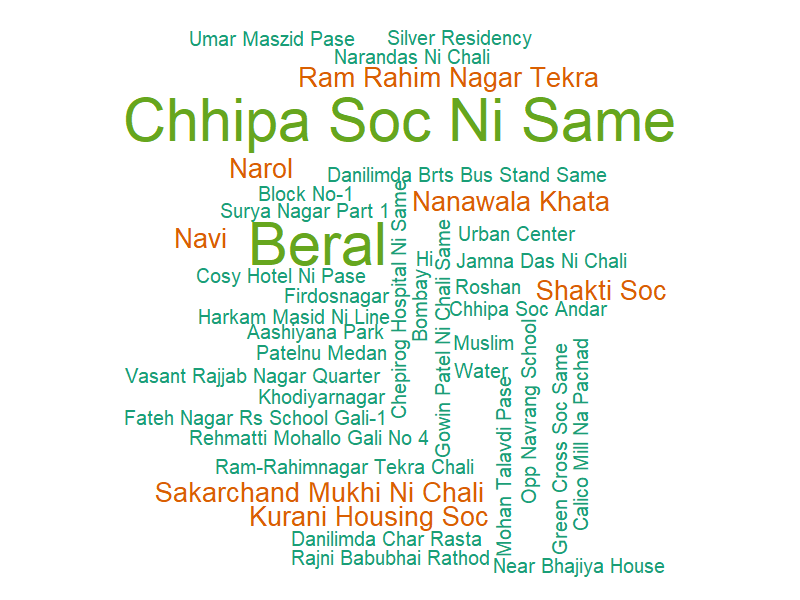 Umar Maszid Pase
Silver Residency
Narandas Ni Chali
Ram Rahim Nagar Tekra
Chhipa Soc Ni Same
Narol
Danilimda Brts Bus Stand Same
Block No-1
Nanawala Khata
Surya Nagar Part 1
Navi
Beral
Urban Center
Hi
Jamna Das Ni Chali
Cosy Hotel Ni Pase
Roshan
Shakti Soc
Firdosnagar
Chhipa Soc Andar
Harkam Masid Ni Line
Bombay
Aashiyana Park
Muslim
Patelnu Medan
Water
Vasant Rajjab Nagar Quarter
Khodiyarnagar
Chepirog Hospital Ni Same
Gowin Patel Ni Chali Same
Fateh Nagar Rs School Gali-1
Rehmatti Mohallo Gali No 4
Mohan Talavdi Pase
Opp Navrang School
Green Cross Soc Same
Calico Mill Na Pachad
Ram-Rahimnagar Tekra Chali
Sakarchand Mukhi Ni Chali
Kurani Housing Soc
Danilimda Char Rasta
Rajni Babubhai Rathod
Near Bhajiya House